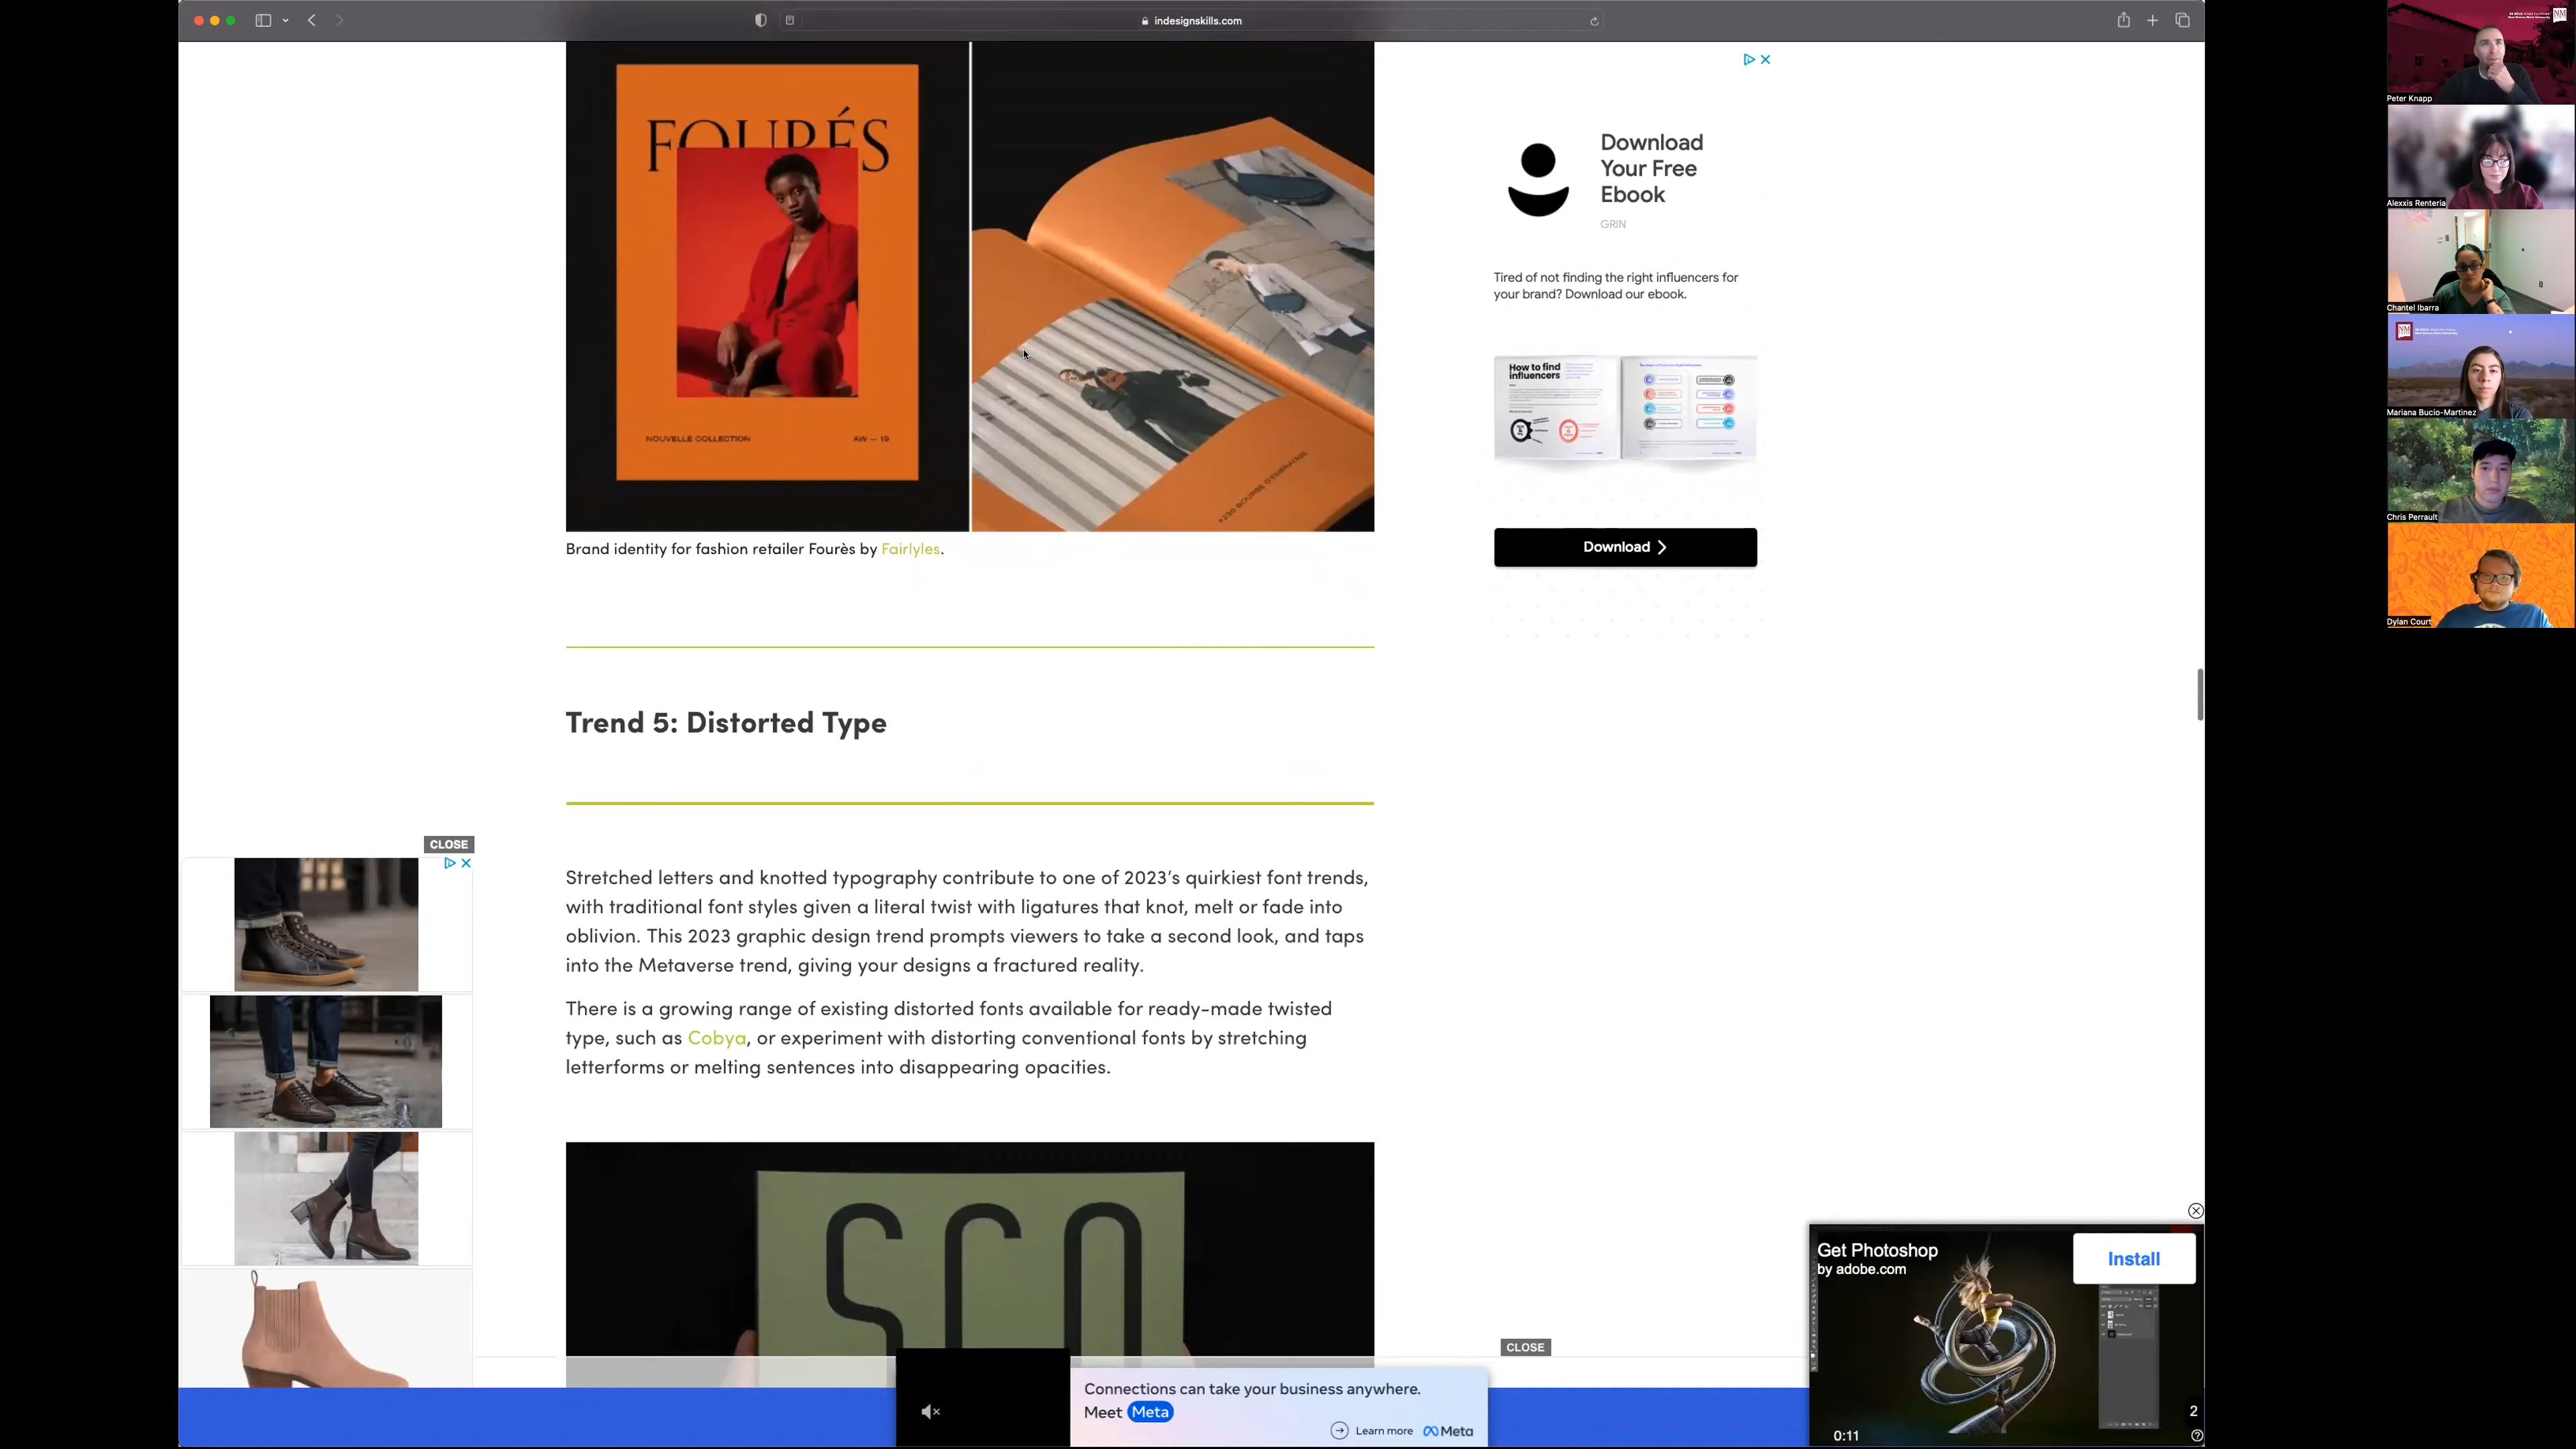 indesignskills.com
FOURÉS
NOUVELLE COLLECTION
AW — 19
Brand identity for fashion retailer Fourès by Fairlyles.
Trend 5: Distorted Type
Stretched letters and knotted typography contribute to one of 2023's quirkiest font trends,
with traditional font styles given a literal twist with ligatures that knot, melt or fade into
oblivion. This 2023 graphic design trend prompts viewers to take a second look, and taps
into the Metaverse trend, giving your designs a fractured reality.
There is a growing range of existing distorted fonts available for ready-made twisted
type, such as Cobya, or experiment with distorting conventional fonts by stretching
letterforms or melting sentences into disappearing opacities.
SCO
Download
Your Free
Ebook
GRIN
Tired of not finding the right influencers for
your brand? Download our ebook.
How to find
influencers
Download
CLOSE
CLOSE
Connections can take your business anywhere.
Meet Meta
Learn more
Meta
Get Photoshop
by adobe.com
Install
2
0:11
NM
Peter Knapp
Alexxis Renteria
Chantel Ibarra
NM
Mariana Bucio-Martinez
Chris Perrault
Dylan Court